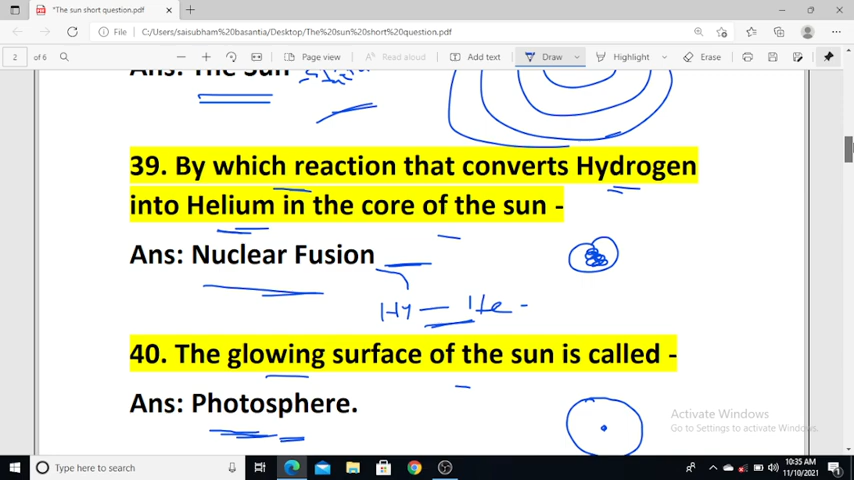 *The sun short question.pdf
File
C:/Users/saisubham%20basantia/Desktop/The%20sun%20short%20question.pdf
2 of 6
Page view
Read aloud
Add text
Draw
Highlight
Erase
Ans: The Sun
39. By which reaction that converts Hydrogen
into Helium in the core of the sun -
Ans: Nuclear Fusion
Hy — He -
40. The glowing surface of the sun is called -
Ans: Photosphere.
Activate Windows
Go to Settings to activate Windows.
Type here to search
10:35 AM
11/10/2021